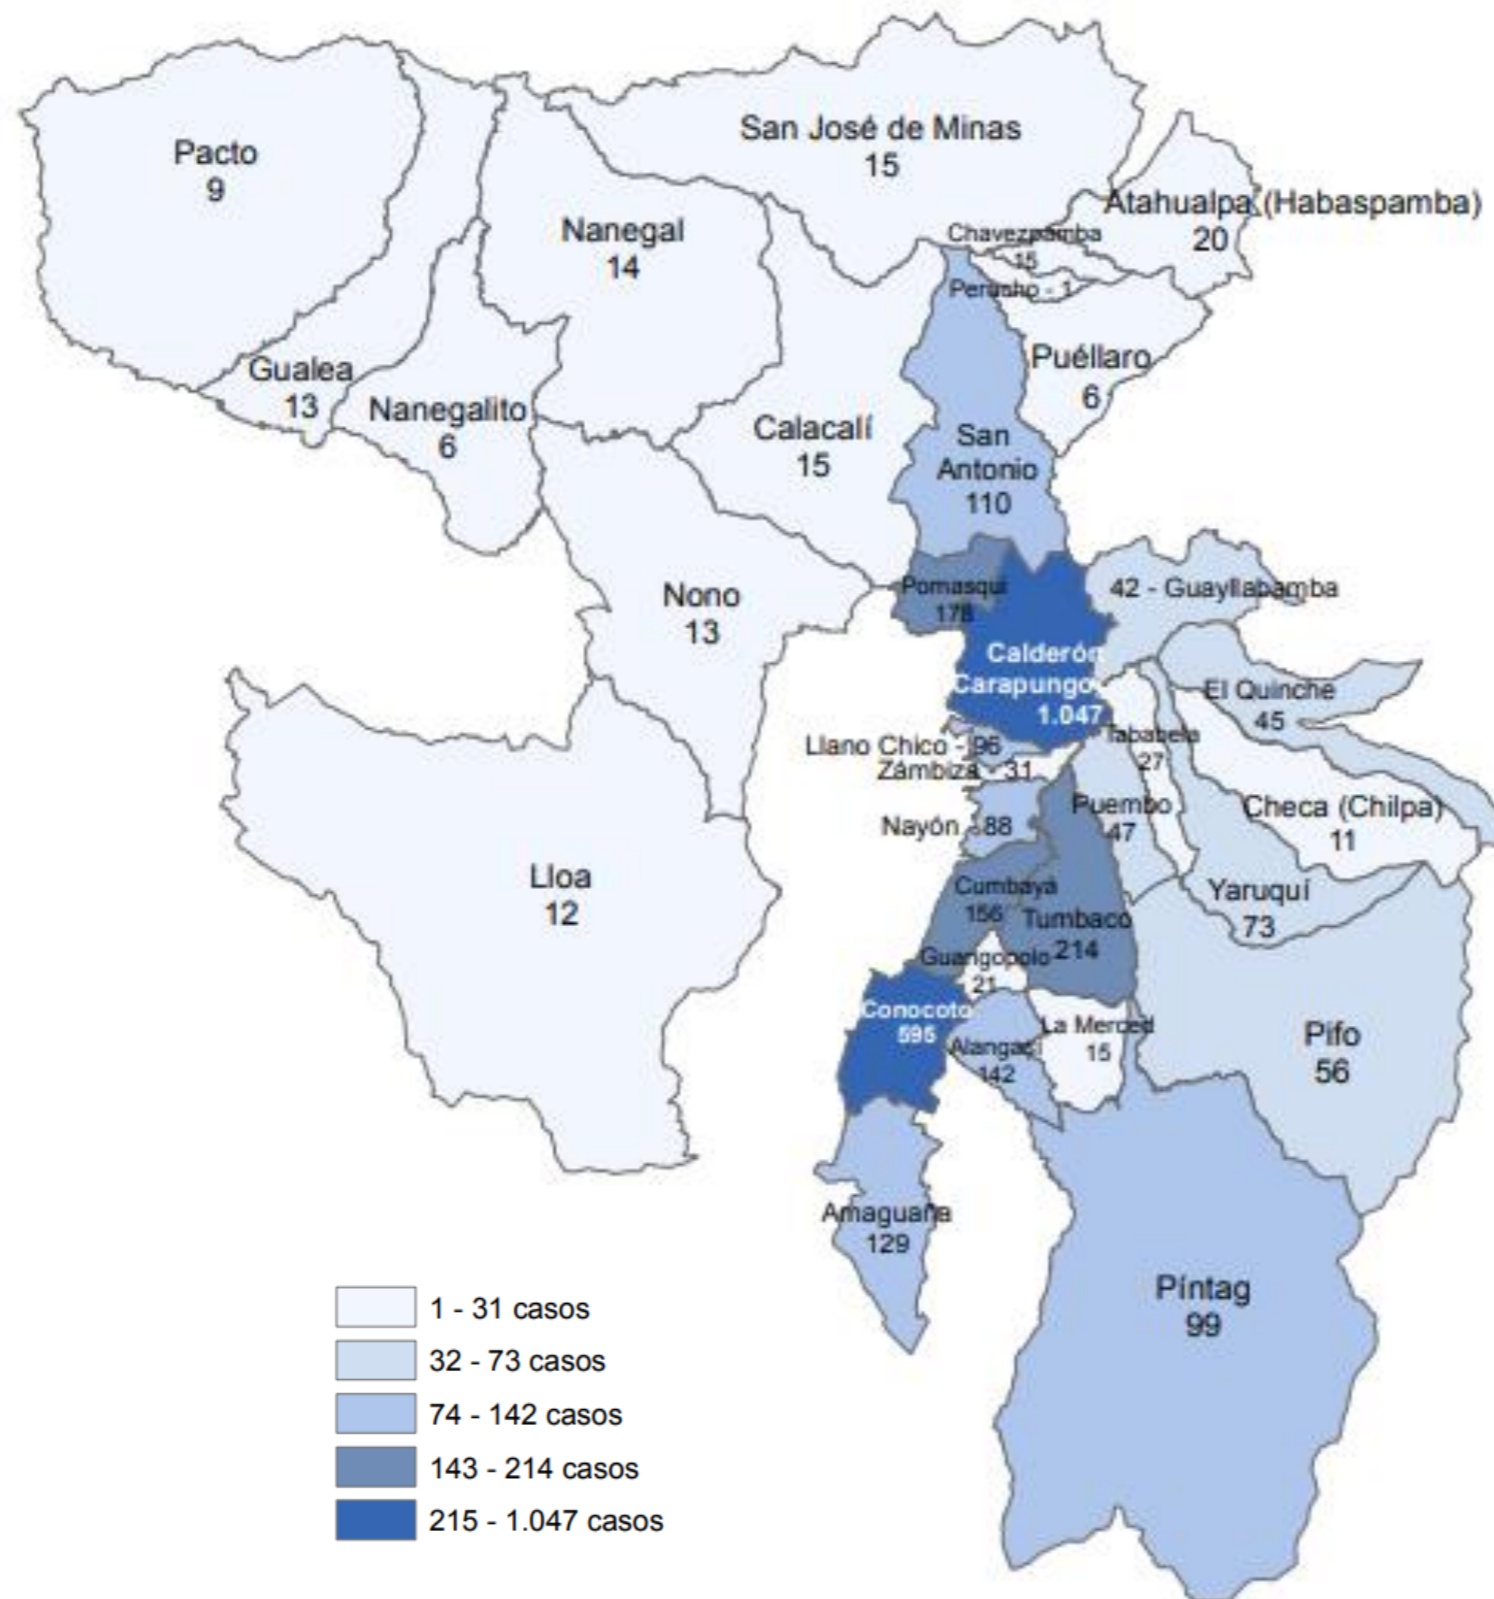 Pacto
9
San José de Minas
15
Atahualpa (Habaspamba)
20
Nanegal
14
Chavezpamba
15
Perusho - 1
Puéllaro
6
Gualea
13
Nanegalito
6
Calacalí
15
San
Antonio
110
Nono
13
Pomasqui
178
42 - Guayllabamba
Calderón
Carapungo
1.047
El Quinche
45
Llano Chico - 96
Tababela
27
Zámbiza - 31
Nayón - 88
Puembo
47
Checa (Chilpa)
11
Lloa
12
Cumbayá
156
Tumbaco
214
Yaruquí
73
Guangopolo
21
Conocoto
595
Alangasí
142
La Merced
15
Pifo
56
Amaguaña
129
Píntag
99
1 - 31 casos
32 - 73 casos
74 - 142 casos
143 - 214 casos
215 - 1.047 casos